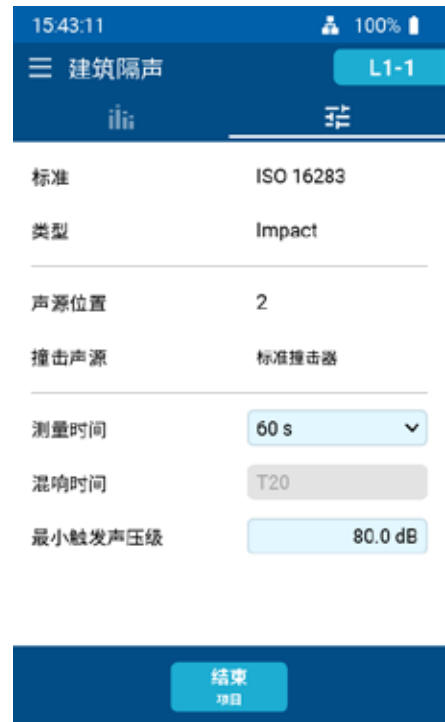 15:43:11 100%
建筑隔声 L1-1
标准 ISO 16283
类型 Impact
声源位置 2
撞击声源 标准撞击器
测量时间 60 s
混响时间 T20
最小触发声压级 80.0 dB
结束
项目